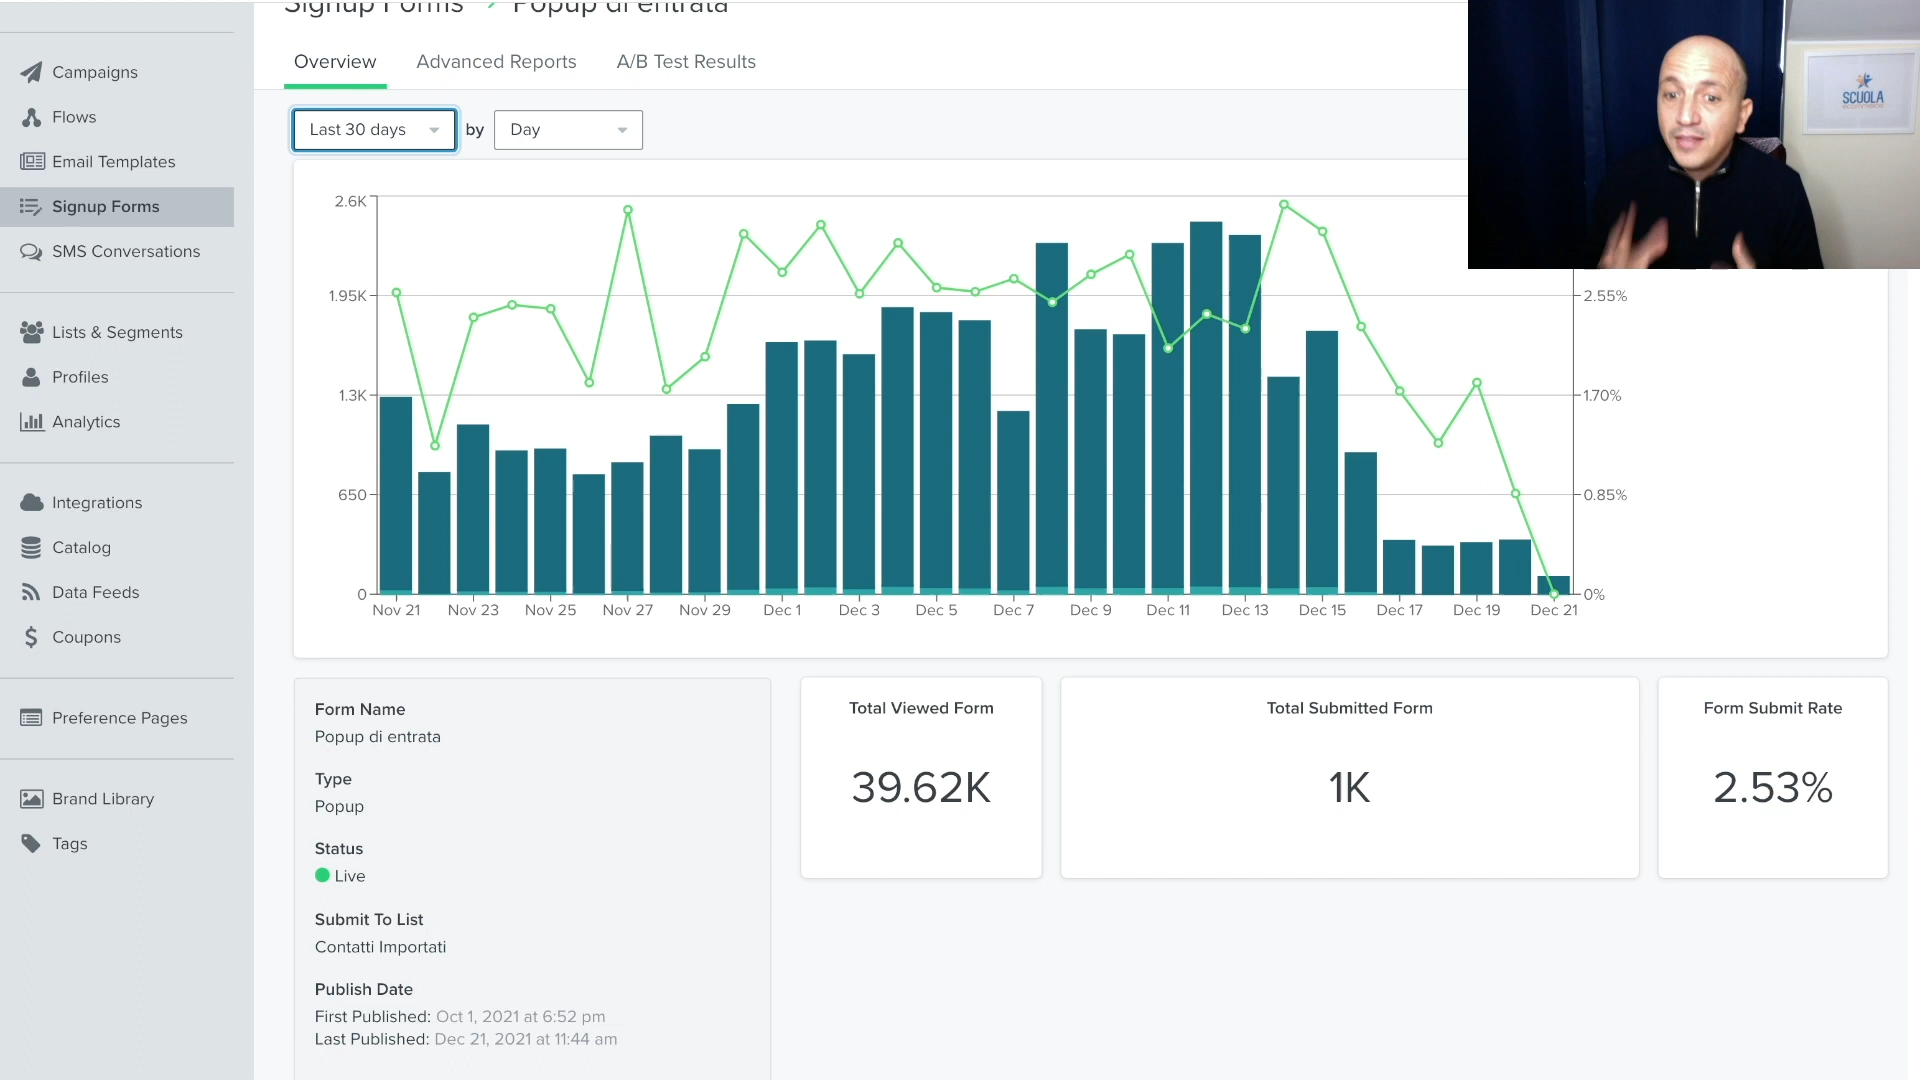 Signup Forms > Popup di entrata
Overview Advanced Reports A/B Test Results
Last 30 days by Day
Campaigns
Flows
Email Templates
Signup Forms
SMS Conversations
Lists & Segments
Profiles
Analytics
Integrations
Catalog
Data Feeds
Coupons
Preference Pages
Brand Library
Tags
2.6K
1.95K
1.3K
650
0
2.55%
1.70%
0.85%
0%
Nov 21 Nov 23 Nov 25 Nov 27 Nov 29 Dec 1 Dec 3 Dec 5 Dec 7 Dec 9 Dec 11 Dec 13 Dec 15 Dec 17 Dec 19 Dec 21
Form Name
Popup di entrata
Type
Popup
Status
Live
Submit To List
Contatti Importati
Publish Date
First Published: Oct 1, 2021 at 6:52 pm
Last Published: Dec 21, 2021 at 11:44 am
Total Viewed Form
39.62K
Total Submitted Form
1K
Form Submit Rate
2.53%
SCUOLA